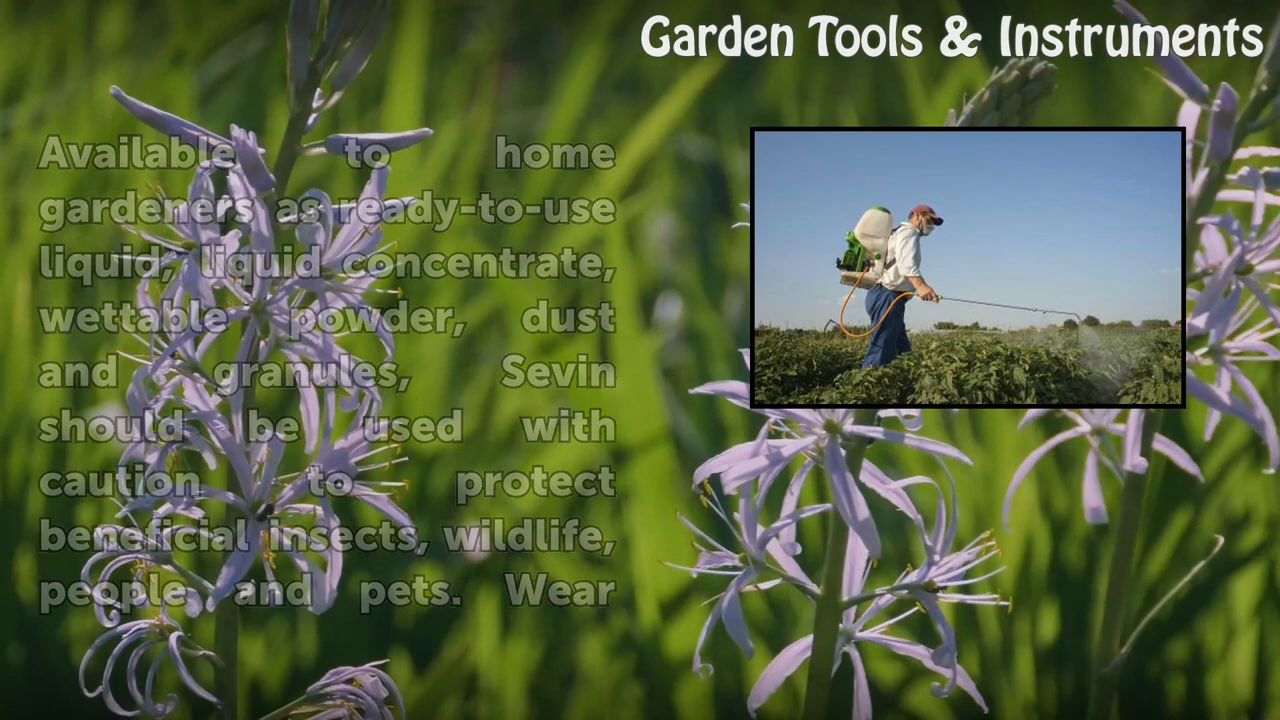 Garden Tools & Instruments
Available to home
gardeners as ready-to-use
liquid, liquid concentrate,
wettable powder, dust
and granules, Sevin
should be used with
caution to protect
beneficial insects, wildlife,
people and pets. Wear